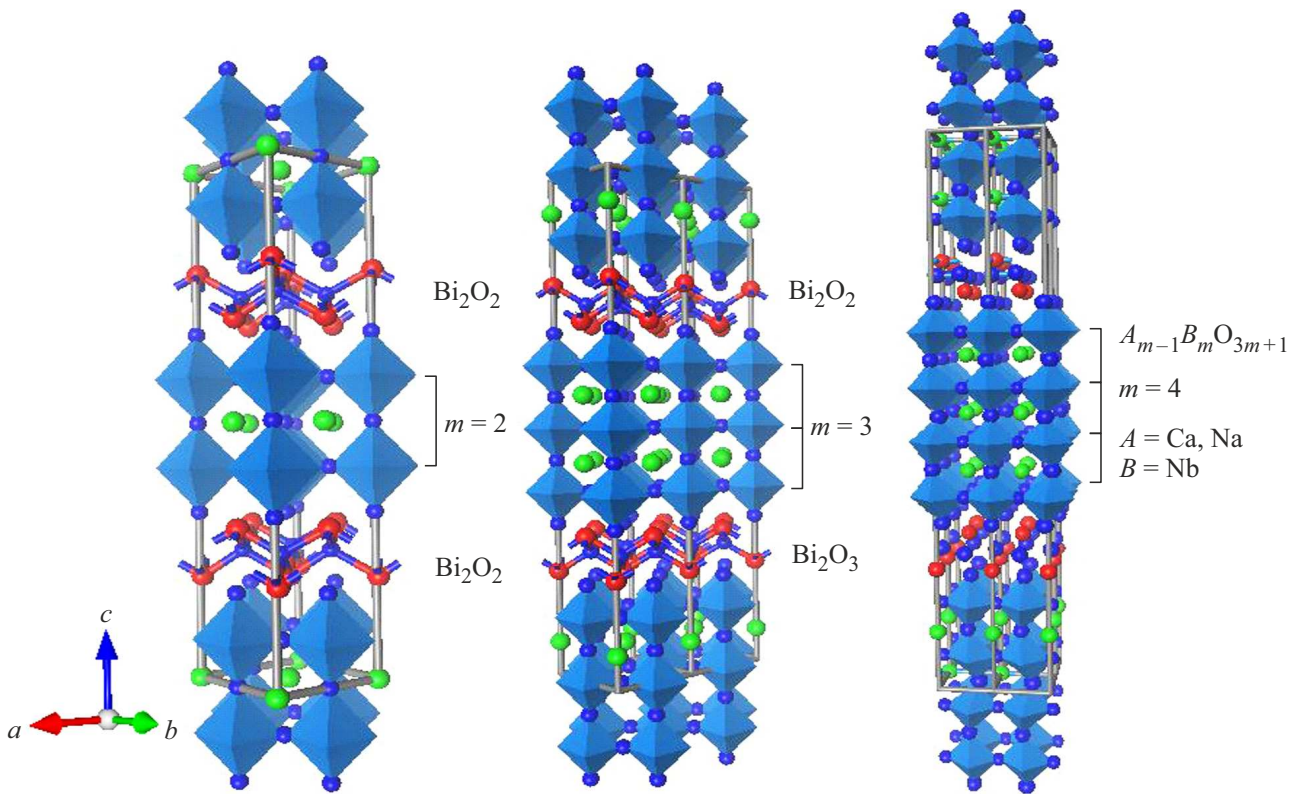 Bi₂O₂
Bi₂O₂
m = 2
Bi₂O₂
Bi₂O₃
m = 3
Aₘ₋₁BₘO₃ₘ₊₁
m = 4
A = Ca, Na
B = Nb
c
a
b